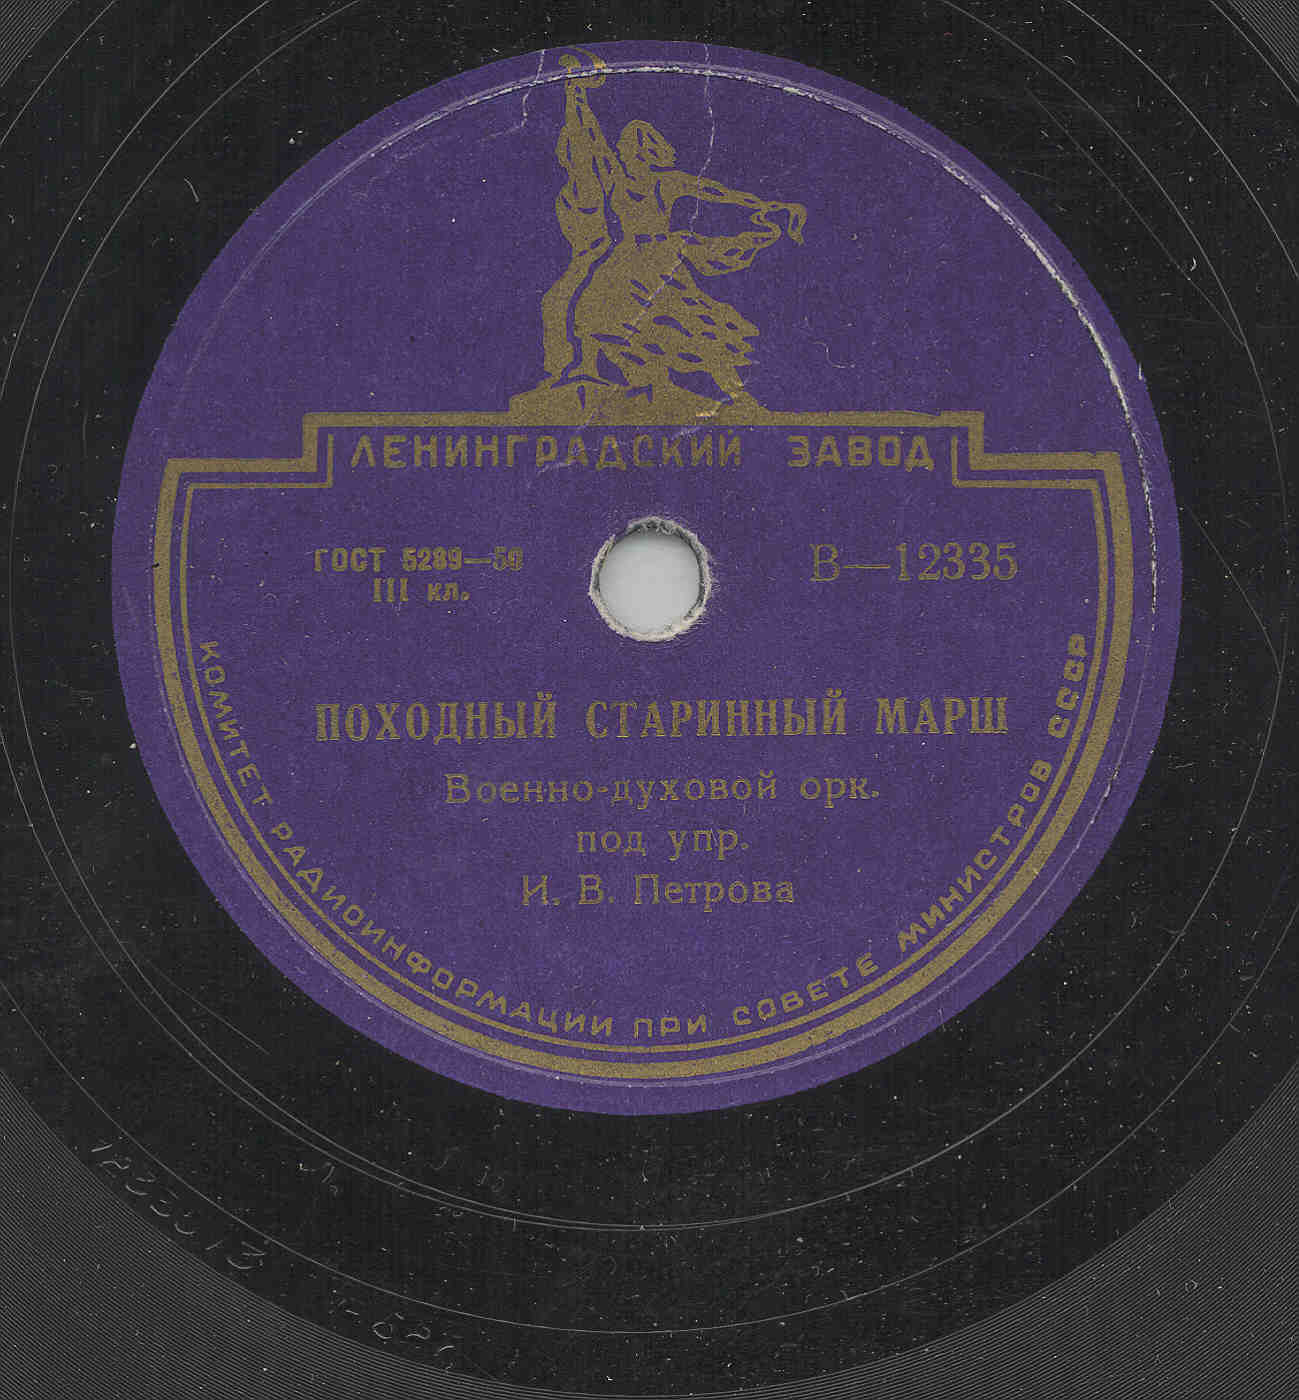 ЛЕНИНГРАДСКИЙ ЗАВОД
ГОСТ 5289—50
III кл.
В—12335
ПОХОДНЫЙ СТАРИННЫЙ МАРШ
Военно-духовой орк.
под упр.
И. В. Петрова
КОМИТЕТ РАДИОИНФОРМАЦИИ ПРИ СОВЕТЕ МИНИСТРОВ СССР